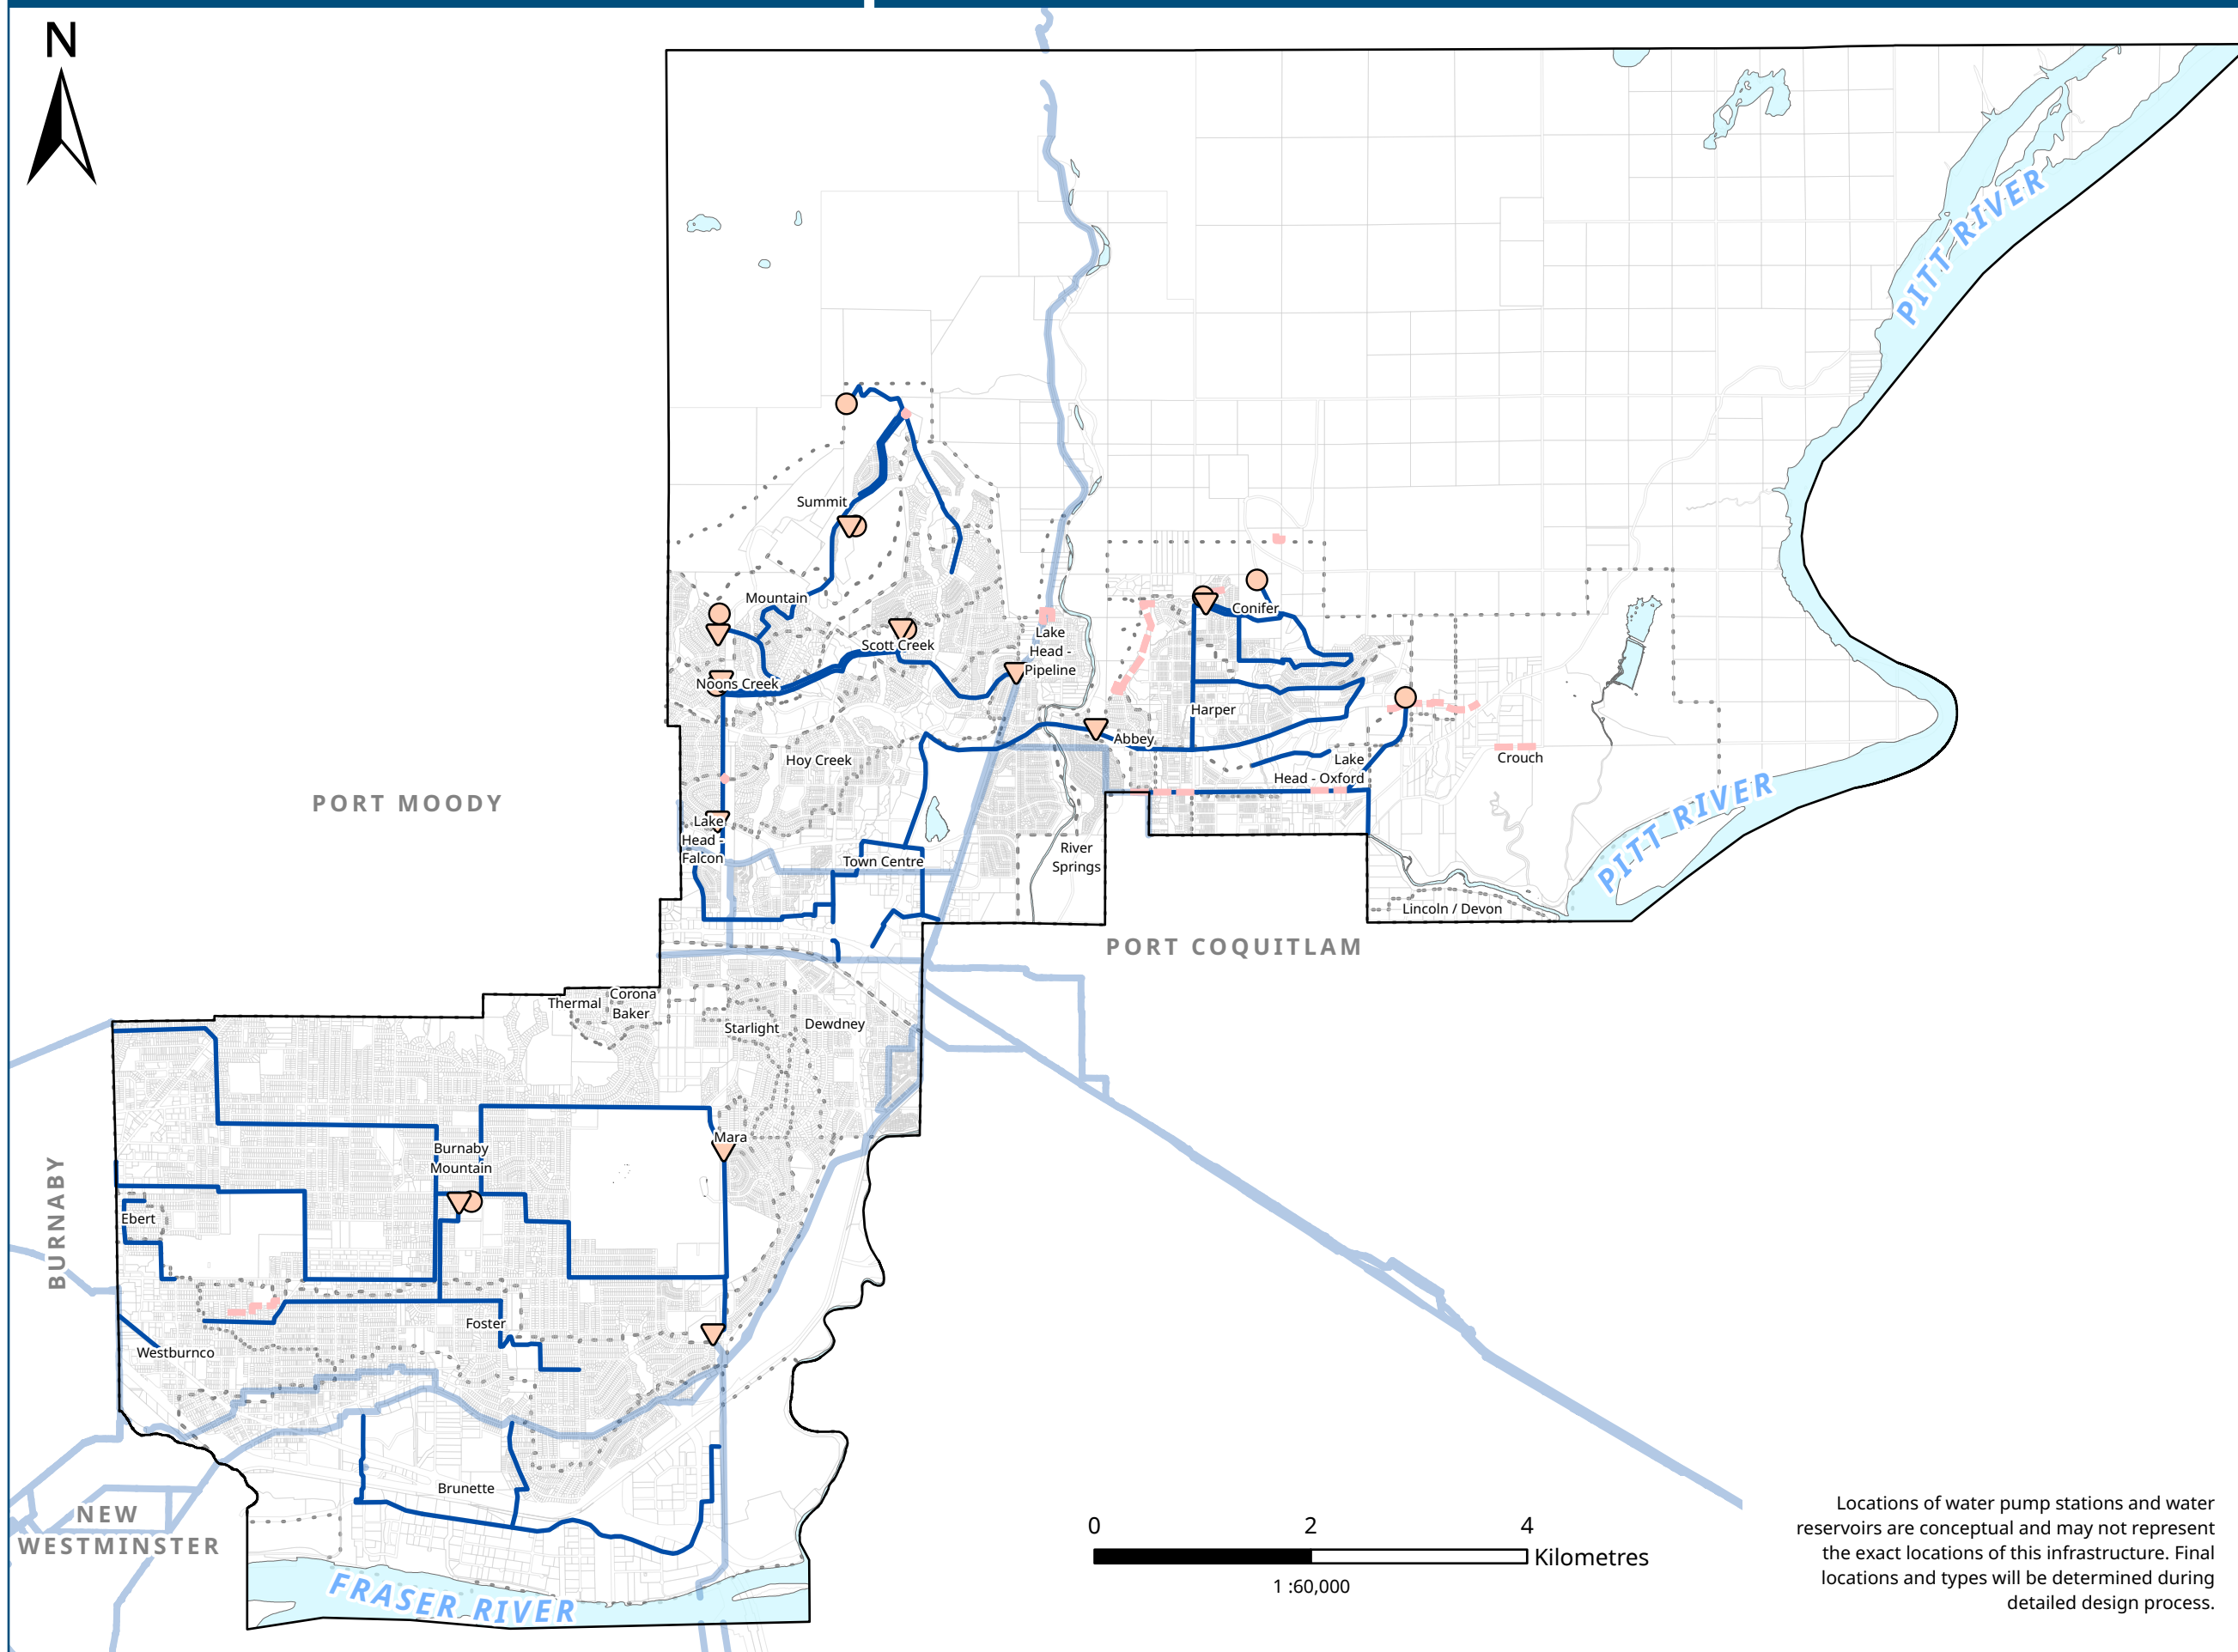 N
PITT RIVER
Summit
Mountain
Conifer
Scott Creek
Lake
Head -
Pipeline
Noons Creek
Harper
Abbey
Hoy Creek
Lake
Head - Oxford
Crouch
PORT MOODY
PITT RIVER
Lake
Head -
Falcon
Town Centre
River
Springs
Lincoln / Devon
PORT COQUITLAM
Thermal
Corona
Baker
Starlight
Dewdney
Mara
Burnaby
Mountain
BURNABY
Ebert
Foster
Westburnco
Brunette
NEW
WESTMINSTER
FRASER RIVER
0 2 4
Kilometres
1 :60,000
Locations of water pump stations and water
reservoirs are conceptual and may not represent
the exact locations of this infrastructure. Final
locations and types will be determined during
detailed design process.